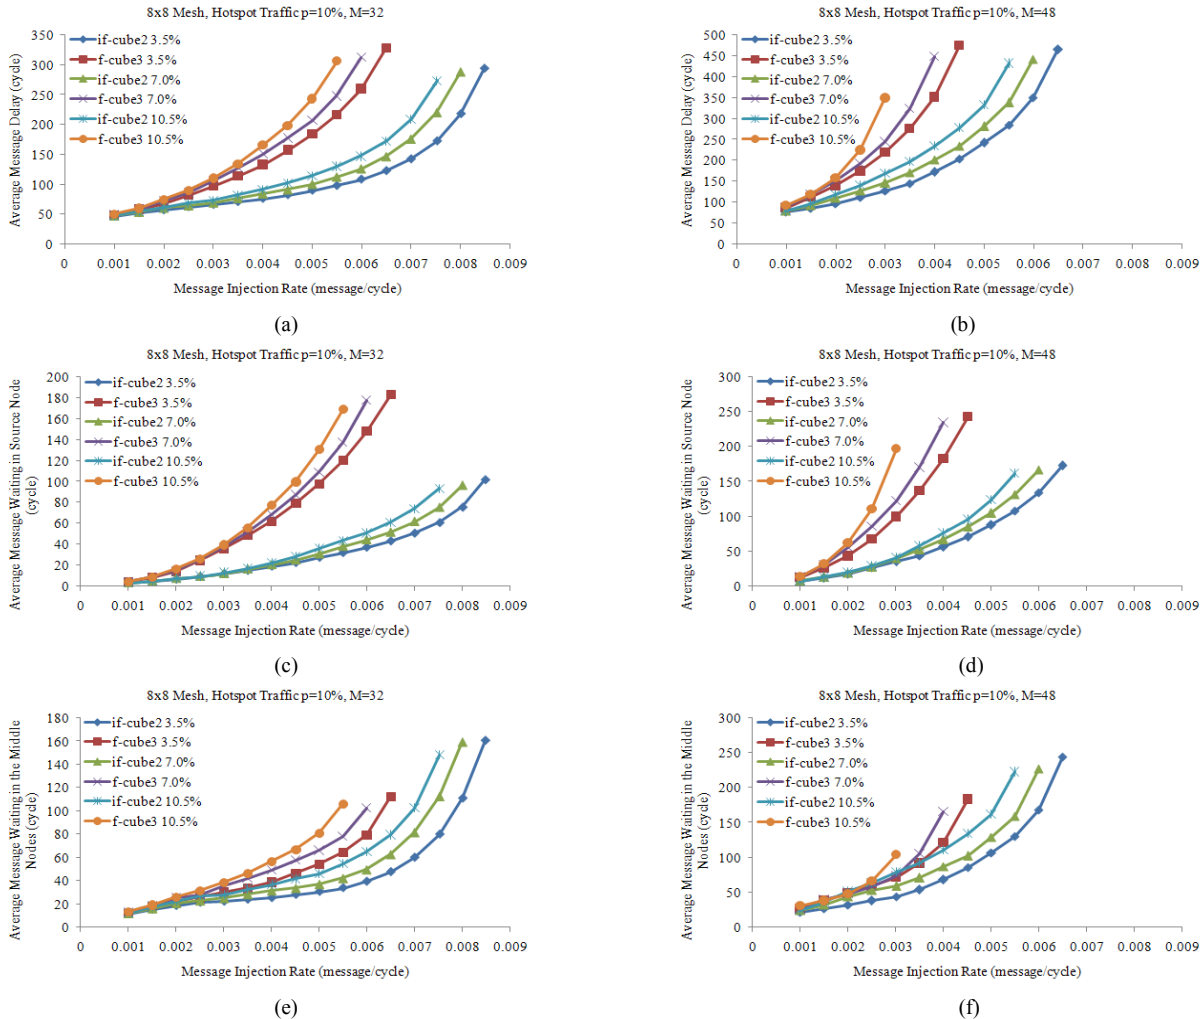 8x8 Mesh, Hotspot Traffic p=10%, M=32
Average Message Delay (cycle)
350
300
250
200
150
100
50
0
if-cube2 3.5%
f-cube3 3.5%
if-cube2 7.0%
f-cube3 7.0%
if-cube2 10.5%
f-cube3 10.5%
0 0.001 0.002 0.003 0.004 0.005 0.006 0.007 0.008 0.009
Message Injection Rate (message/cycle)
(a)
8x8 Mesh, Hotspot Traffic p=10%, M=48
Average Message Delay (cycle)
500
450
400
350
300
250
200
150
100
50
0
if-cube2 3.5%
f-cube3 3.5%
if-cube2 7.0%
f-cube3 7.0%
if-cube2 10.5%
f-cube3 10.5%
0 0.001 0.002 0.003 0.004 0.005 0.006 0.007 0.008 0.009
Message Injection Rate (message/cycle)
(b)
8x8 Mesh, Hotspot Traffic p=10%, M=32
Average Message Waiting in Source Node
(cycle)
200
180
160
140
120
100
80
60
40
20
0
if-cube2 3.5%
f-cube3 3.5%
if-cube2 7.0%
f-cube3 7.0%
if-cube2 10.5%
f-cube3 10.5%
0 0.001 0.002 0.003 0.004 0.005 0.006 0.007 0.008 0.009
Message Injection Rate (message/cycle)
(c)
8x8 Mesh, Hotspot Traffic p=10%, M=48
Average Message Waiting in Source Node
(cycle)
300
250
200
150
100
50
0
if-cube2 3.5%
f-cube3 3.5%
if-cube2 7.0%
f-cube3 7.0%
if-cube2 10.5%
f-cube3 10.5%
0 0.001 0.002 0.003 0.004 0.005 0.006 0.007 0.008 0.009
Message Injection Rate (message/cycle)
(d)
8x8 Mesh, Hotspot Traffic p=10%, M=32
Average Message Waiting in the Middle
Nodes (cycle)
180
160
140
120
100
80
60
40
20
0
if-cube2 3.5%
f-cube3 3.5%
if-cube2 7.0%
f-cube3 7.0%
if-cube2 10.5%
f-cube3 10.5%
0 0.001 0.002 0.003 0.004 0.005 0.006 0.007 0.008 0.009
Message Injection Rate (message/cycle)
(e)
8x8 Mesh, Hotspot Traffic p=10%, M=48
Average Message Waiting in the Middle
Nodes (cycle)
300
250
200
150
100
50
0
if-cube2 3.5%
f-cube3 3.5%
if-cube2 7.0%
f-cube3 7.0%
if-cube2 10.5%
f-cube3 10.5%
0 0.001 0.002 0.003 0.004 0.005 0.006 0.007 0.008 0.009
Message Injection Rate (message/cycle)
(f)